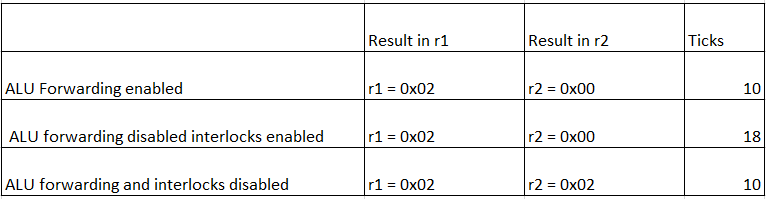 Result in r1 Result in r2 Ticks
ALU Forwarding enabled r1 = 0x02 r2 = 0x00 10
ALU forwarding disabled interlocks enabled r1 = 0x02 r2 = 0x00 18
ALU forwarding and interlocks disabled r1 = 0x02 r2 = 0x02 10